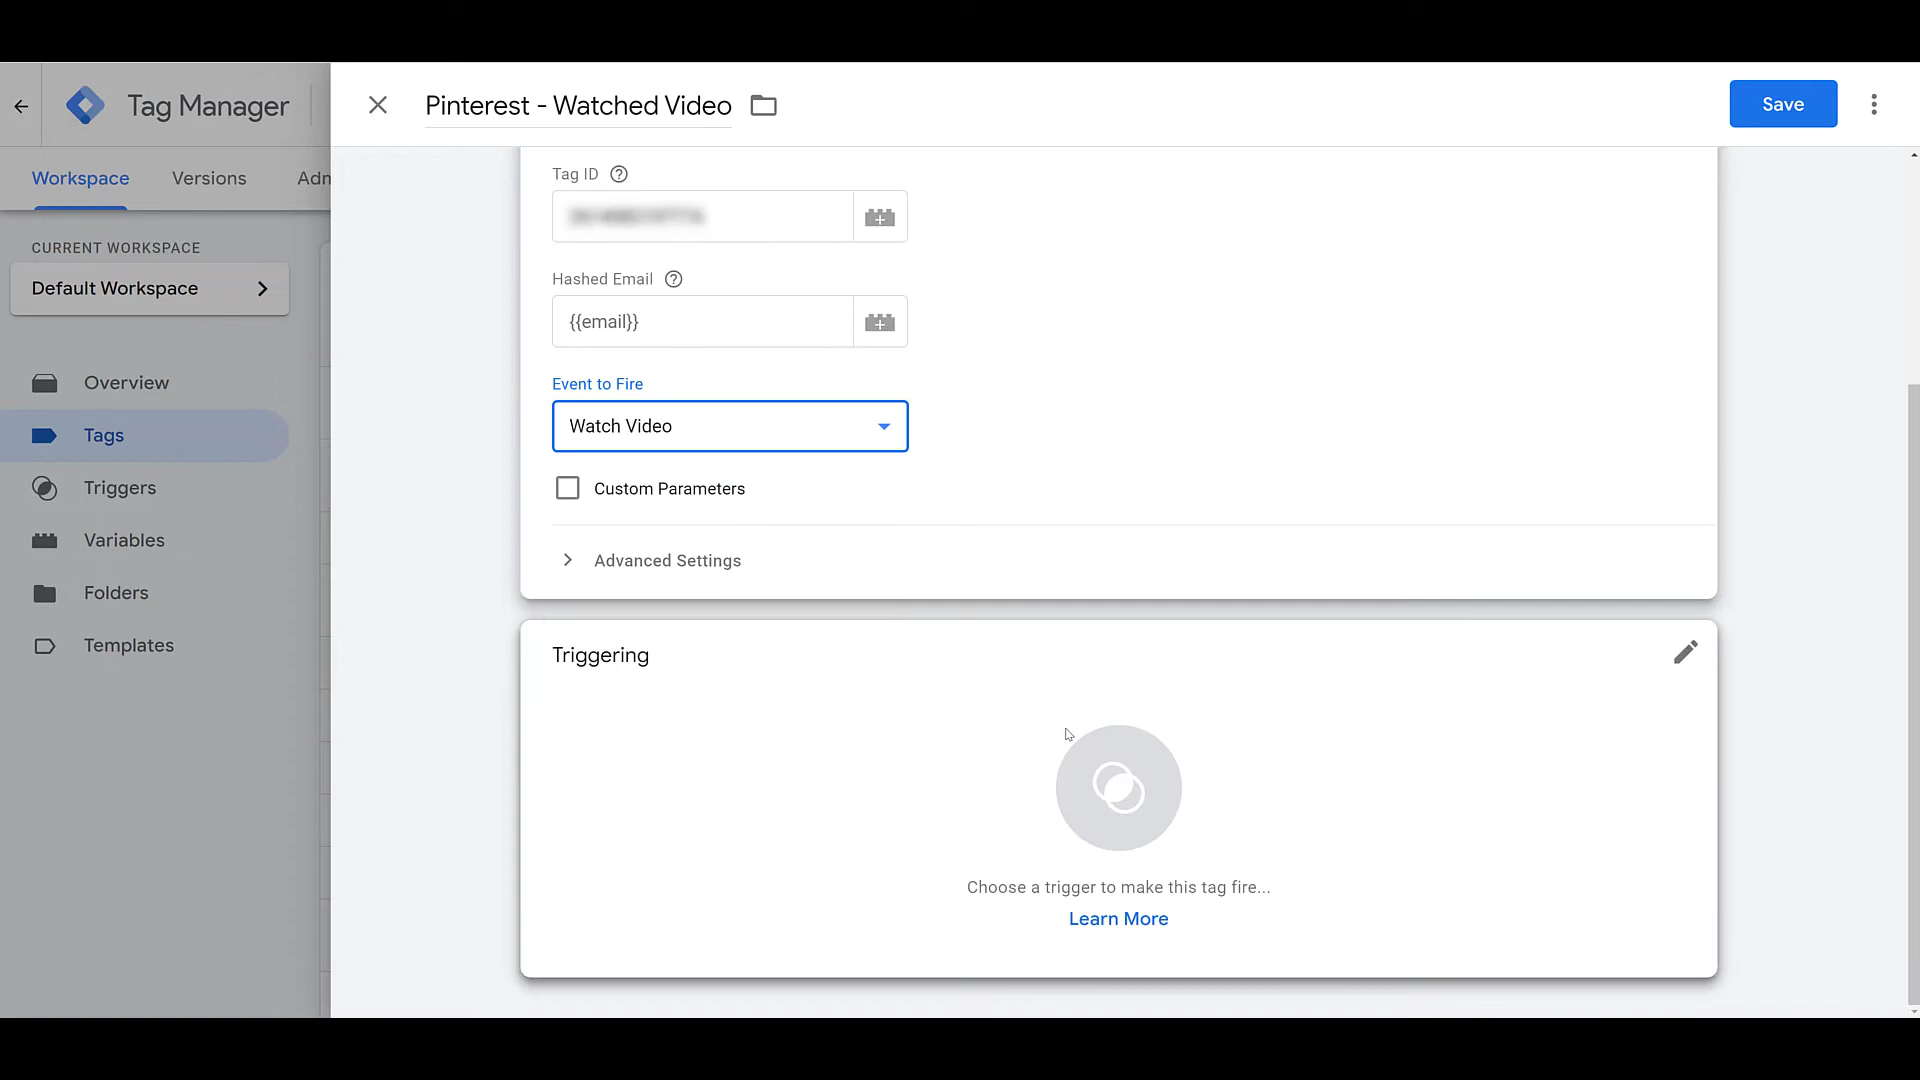 Tag Manager
Pinterest - Watched Video
Save
Workspace
Versions
Adm
CURRENT WORKSPACE
Default Workspace
Overview
Tags
Triggers
Variables
Folders
Templates
Tag ID
Hashed Email
{{email}}
Event to Fire
Watch Video
Custom Parameters
Advanced Settings
Triggering
Choose a trigger to make this tag fire...
Learn More